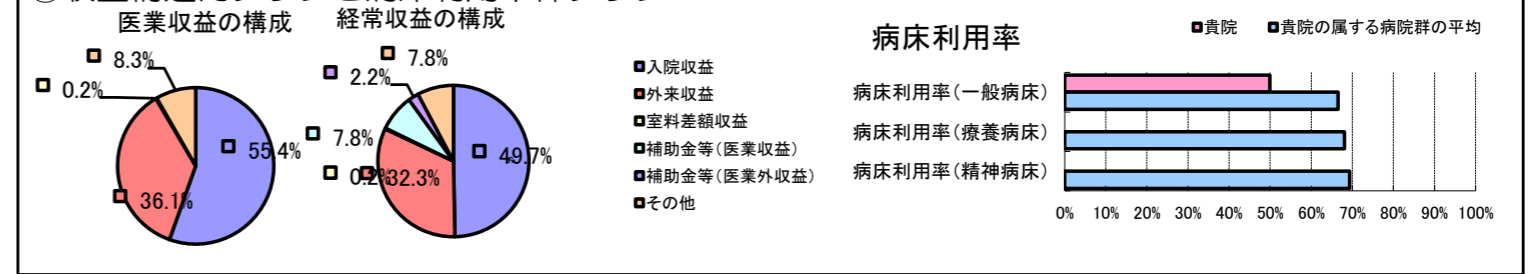 医業収益の構成
8.3%
0.2%
55.4%
36.1%
経常収益の構成
7.8%
2.2%
7.8%
0.2%
32.3%
49.7%
入院収益
外来収益
室料差額収益
補助金等(医業収益)
補助金等(医業外収益)
その他
病床利用率
貴院
貴院の属する病院群の平均
病床利用率(一般病床)
病床利用率(療養病床)
病床利用率(精神病床)
0% 10% 20% 30% 40% 50% 60% 70% 80% 90% 100%